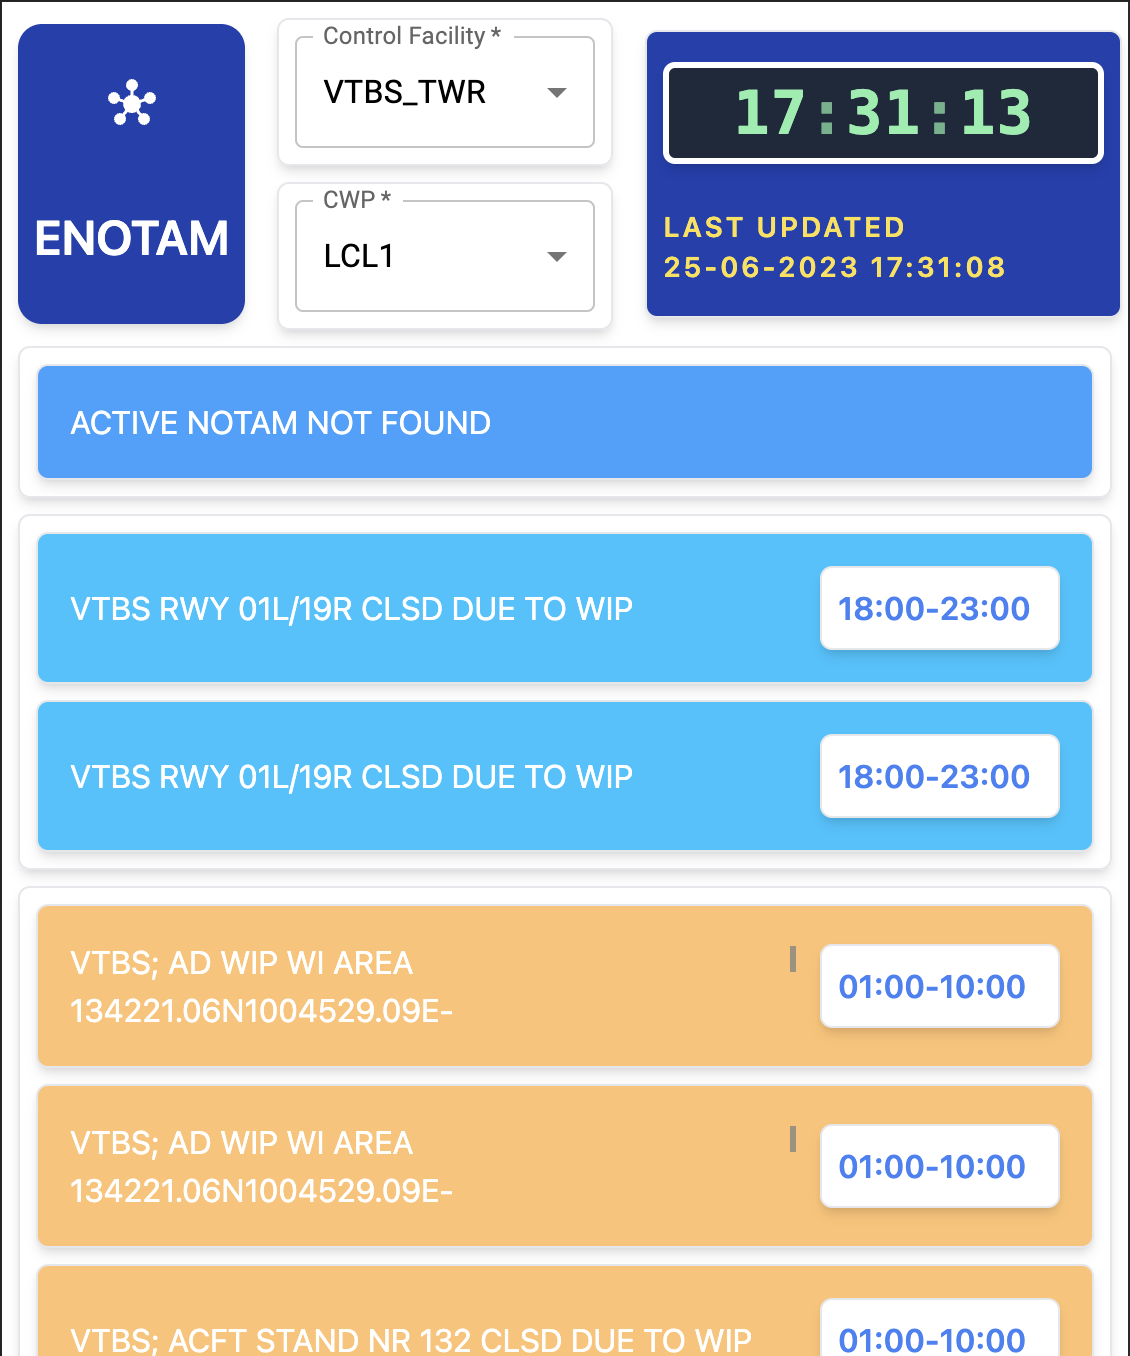 ENOTAM
Control Facility *
VTBS_TWR
CWP *
LCL1
17:31:13
LAST UPDATED
25-06-2023 17:31:08
ACTIVE NOTAM NOT FOUND
VTBS RWY 01L/19R CLSD DUE TO WIP
18:00-23:00
VTBS RWY 01L/19R CLSD DUE TO WIP
18:00-23:00
VTBS; AD WIP WI AREA
134221.06N1004529.09E-
01:00-10:00
VTBS; AD WIP WI AREA
134221.06N1004529.09E-
01:00-10:00
VTBS; ACFT STAND NR 132 CLSD DUE TO WIP
01:00-10:00